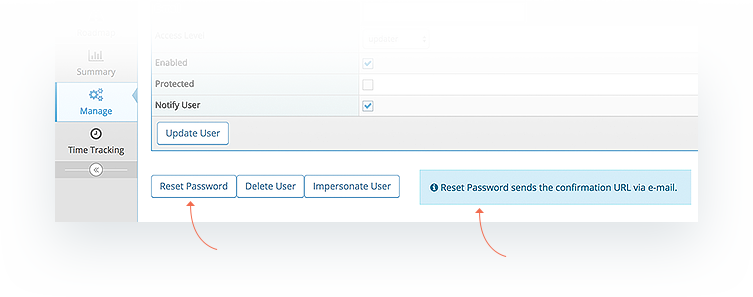 Access Level
Summary
Enabled
Protected
Manage
Notify User
Update User
Time Tracking
Reset Password
Delete User
Impersonate User
Reset Password sends the confirmation URL via e-mail.